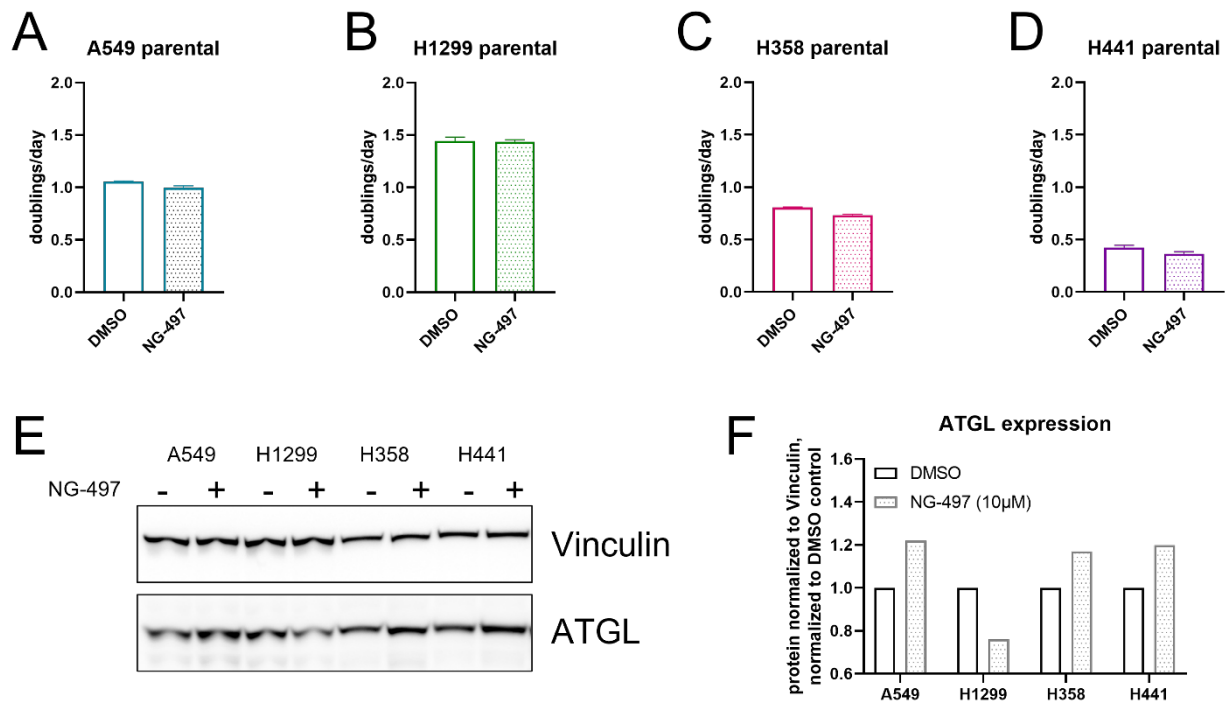 A
A549 parental
doublings/day
2.0
1.5
1.0
0.5
0.0
DMSO
NG-497
B
H1299 parental
doublings/day
2.0
1.5
1.0
0.5
0.0
DMSO
NG-497
C
H358 parental
doublings/day
2.0
1.5
1.0
0.5
0.0
DMSO
NG-497
D
H441 parental
doublings/day
2.0
1.5
1.0
0.5
0.0
DMSO
NG-497
E
A549 H1299 H358 H441
NG-497 - + - + - + - +
Vinculin
ATGL
F
ATGL expression
protein normalized to Vinculin,
normalized to DMSO control
1.6
1.4
1.2
1.0
0.8
0.6
DMSO
NG-497 (10μM)
A549 H1299 H358 H441